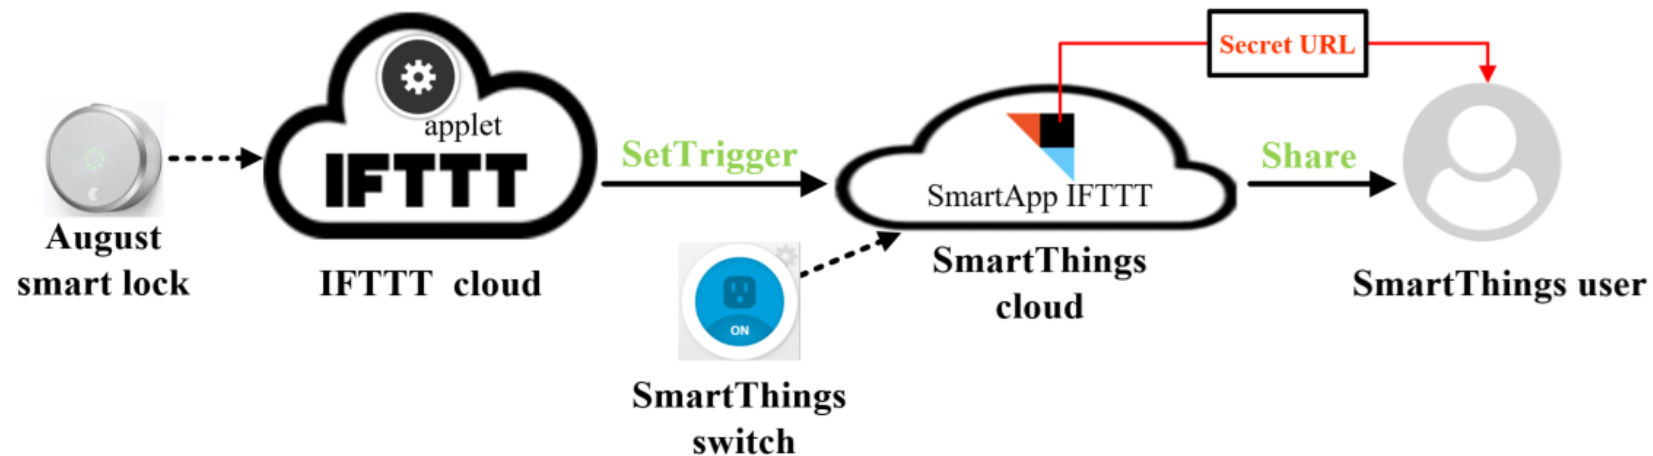 Secret URL
applet
IFTTT
SetTrigger
Share
SmartApp IFTTT
August
smart lock
IFTTT cloud
SmartThings
cloud
SmartThings user
ON
SmartThings
switch